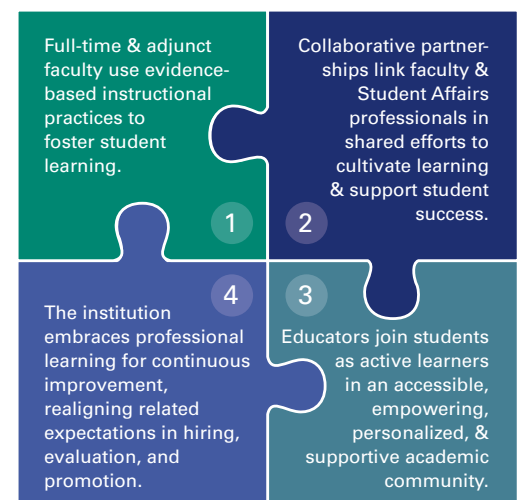 Full-time & adjunct
faculty use evidence-
based instructional
practices to
foster student
learning.
1
Collaborative partner-
ships link faculty &
Student Affairs
professionals in
shared efforts to
cultivate learning
& support student
success.
2
3
Educators join students
as active learners
in an accessible,
empowering,
personalized, &
supportive academic
community.
4
The institution
embraces professional
learning for continuous
improvement,
realigning related
expectations in hiring,
evaluation, and
promotion.